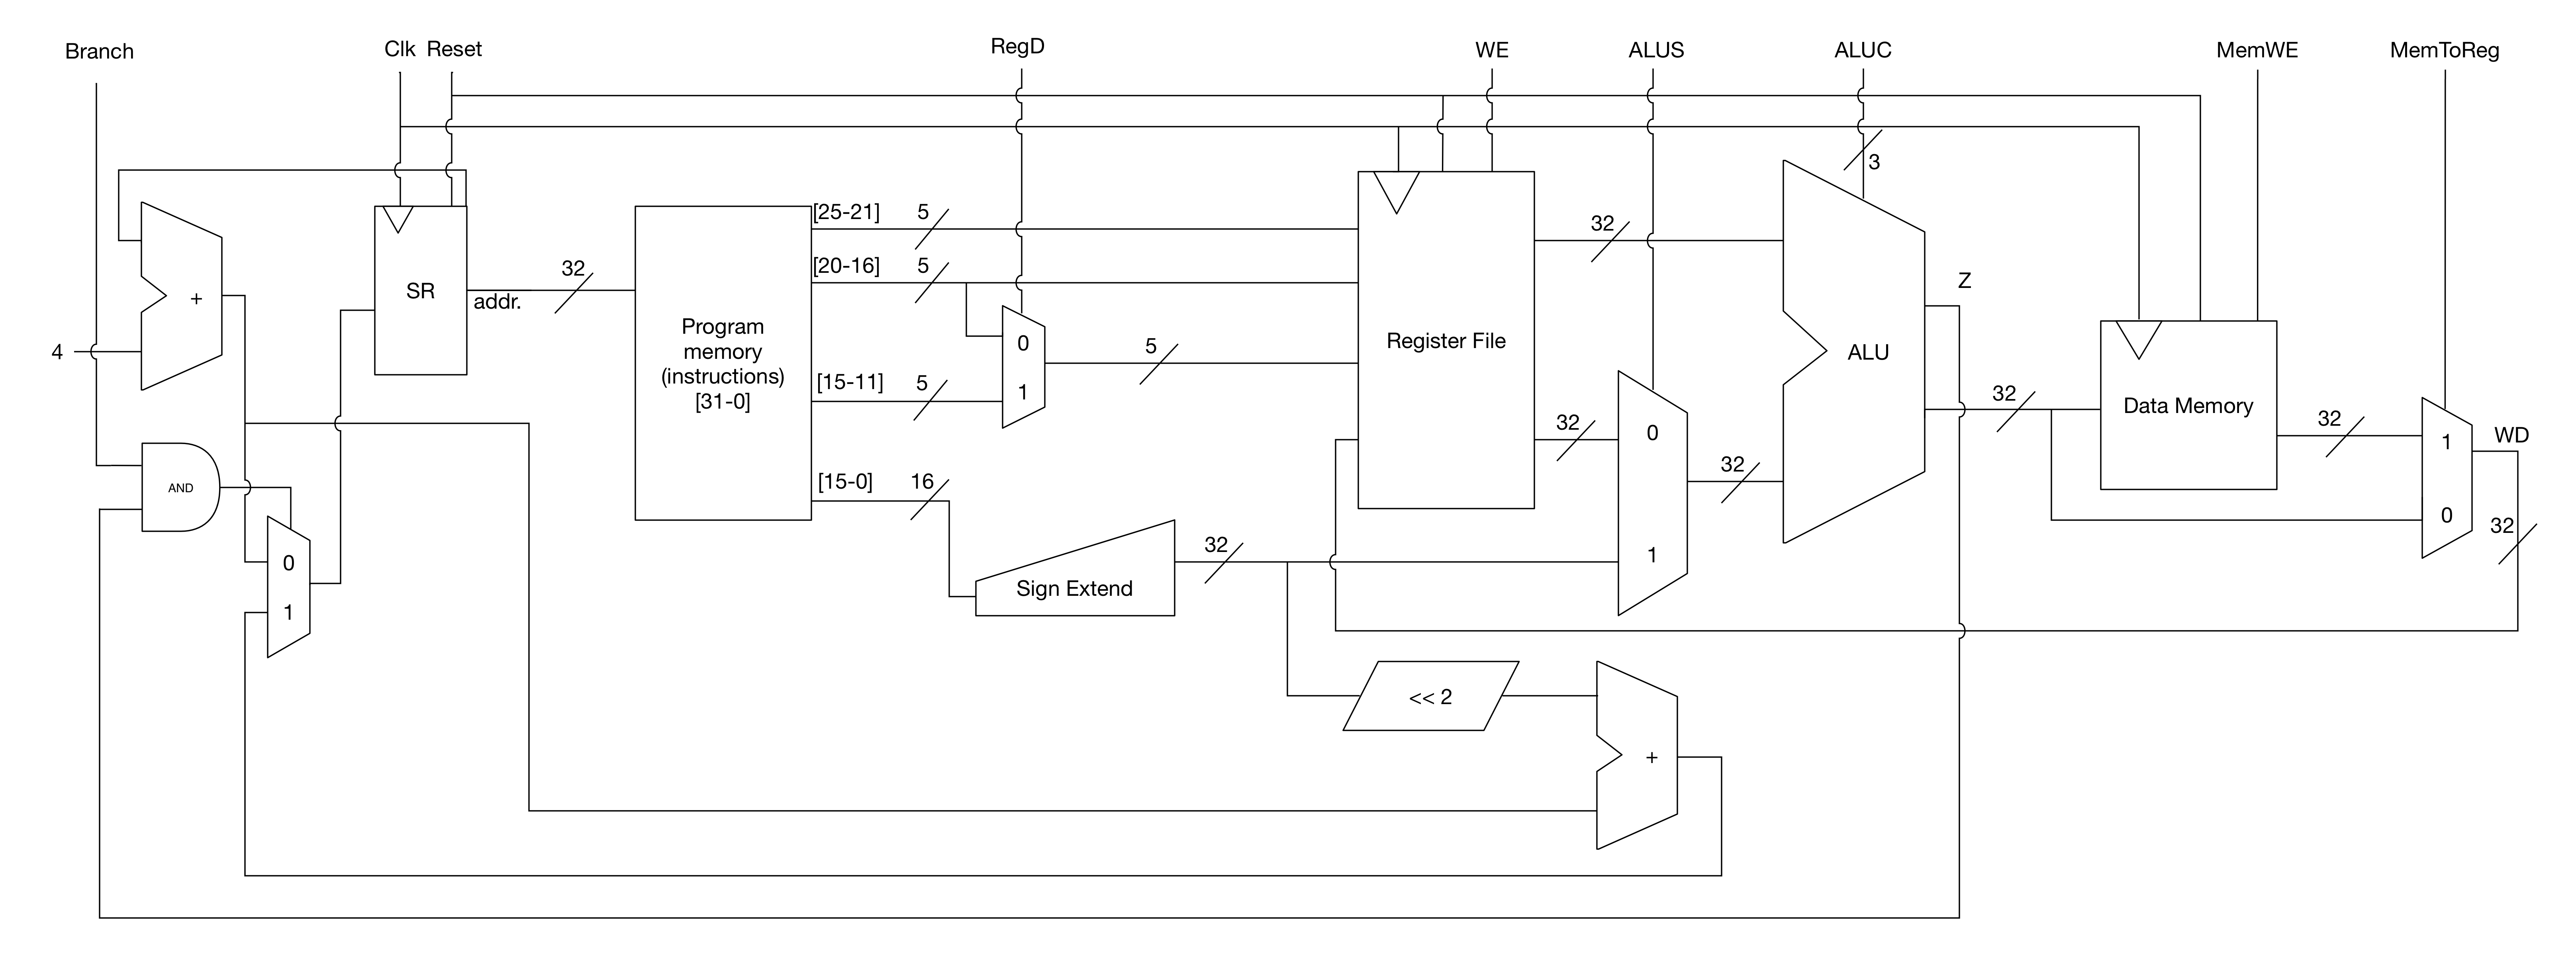 Branch
Clk
Reset
RegD
WE
ALUS
ALUC
MemWE
MemToReg
3
[25-21]
5
32
[20-16]
5
32
addr.
SR
+
4
Program
memory
(instructions)
[31-0]
0
1
5
[15-11]
5
[15-0]
16
Register File
32
0
1
32
ALU
Z
32
Data Memory
32
1
0
WD
32
AND
0
1
Sign Extend
32
<< 2
+